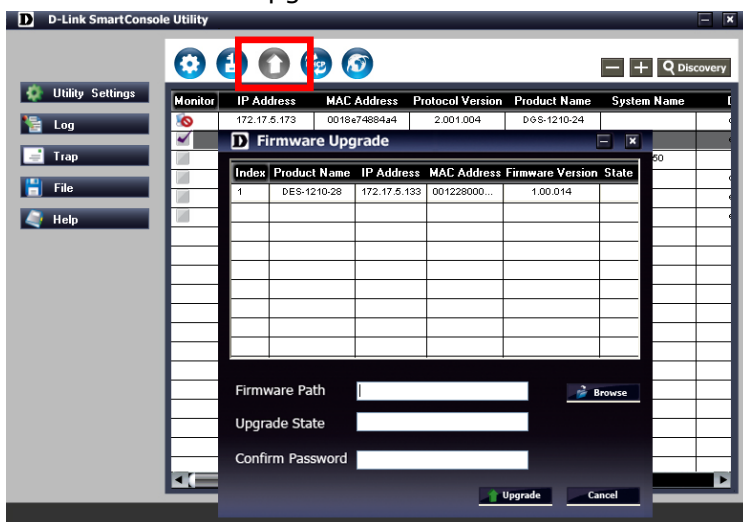 D D-Link SmartConsole Utility
Discovery
Utility Settings
Log
Trap
File
Help
Monitor IP Address MAC Address Protocol Version Product Name System Name
172.17.5.173 0018e74884a4 2.001.004 DGS-1210-24
50
D Firmware Upgrade
Index Product Name IP Address MAC Address Firmware Version State
1 DES-1210-28 172.17.5.133 001228000... 1.00.014
Firmware Path
Browse
Upgrade State
Confirm Password
Upgrade Cancel